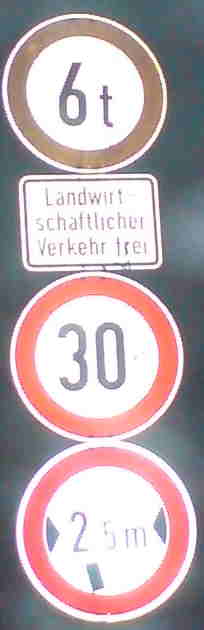 6t
Landwirt-
schaftlicher
Verkehr frei
30
2,5m